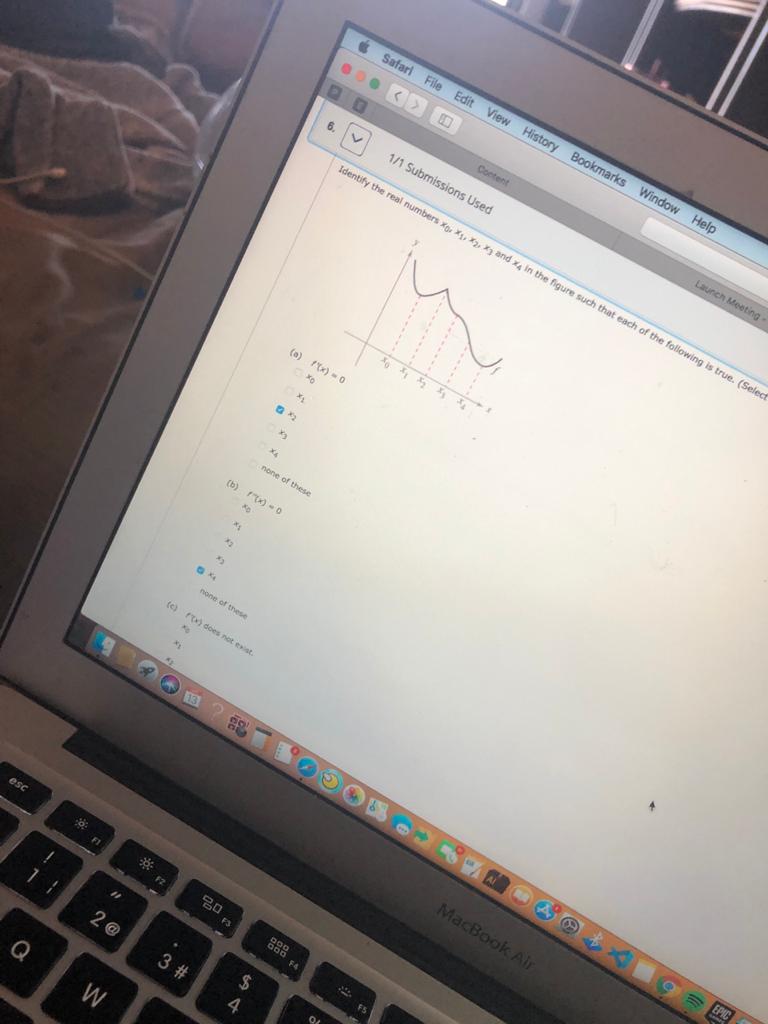 Safari File Edit View History Bookmarks Window Help
Content
Launch Meeting -
6.
1/1 Submissions Used
Identify the real numbers x0, x1, x2, x3 and x4 in the figure such that each of the following is true. (Select
y
x0 x1 x2 x3 x4 x
f
(a) f'(x) = 0
x0
x1
x2
x3
x4
none of these
(b) f''(x) = 0
x0
x1
x2
x3
x4
none of these
(c) f'(x) does not exist.
x0
x1
x2
13
MacBook Air
esc F1 F2 F3 F4 F5
! 1 " 2 @ 3 # $ 4 %
Q W
EPIC